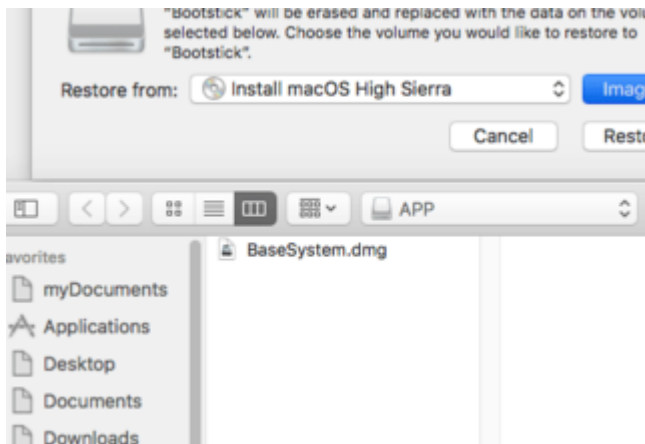 "Bootstick" will be erased and replaced with the data on the volu
selected below. Choose the volume you would like to restore to
"Bootstick".
Restore from: Install macOS High Sierra Imag
Cancel Resto
APP
avorites
BaseSystem.dmg
myDocuments
Applications
Desktop
Documents
Downloads